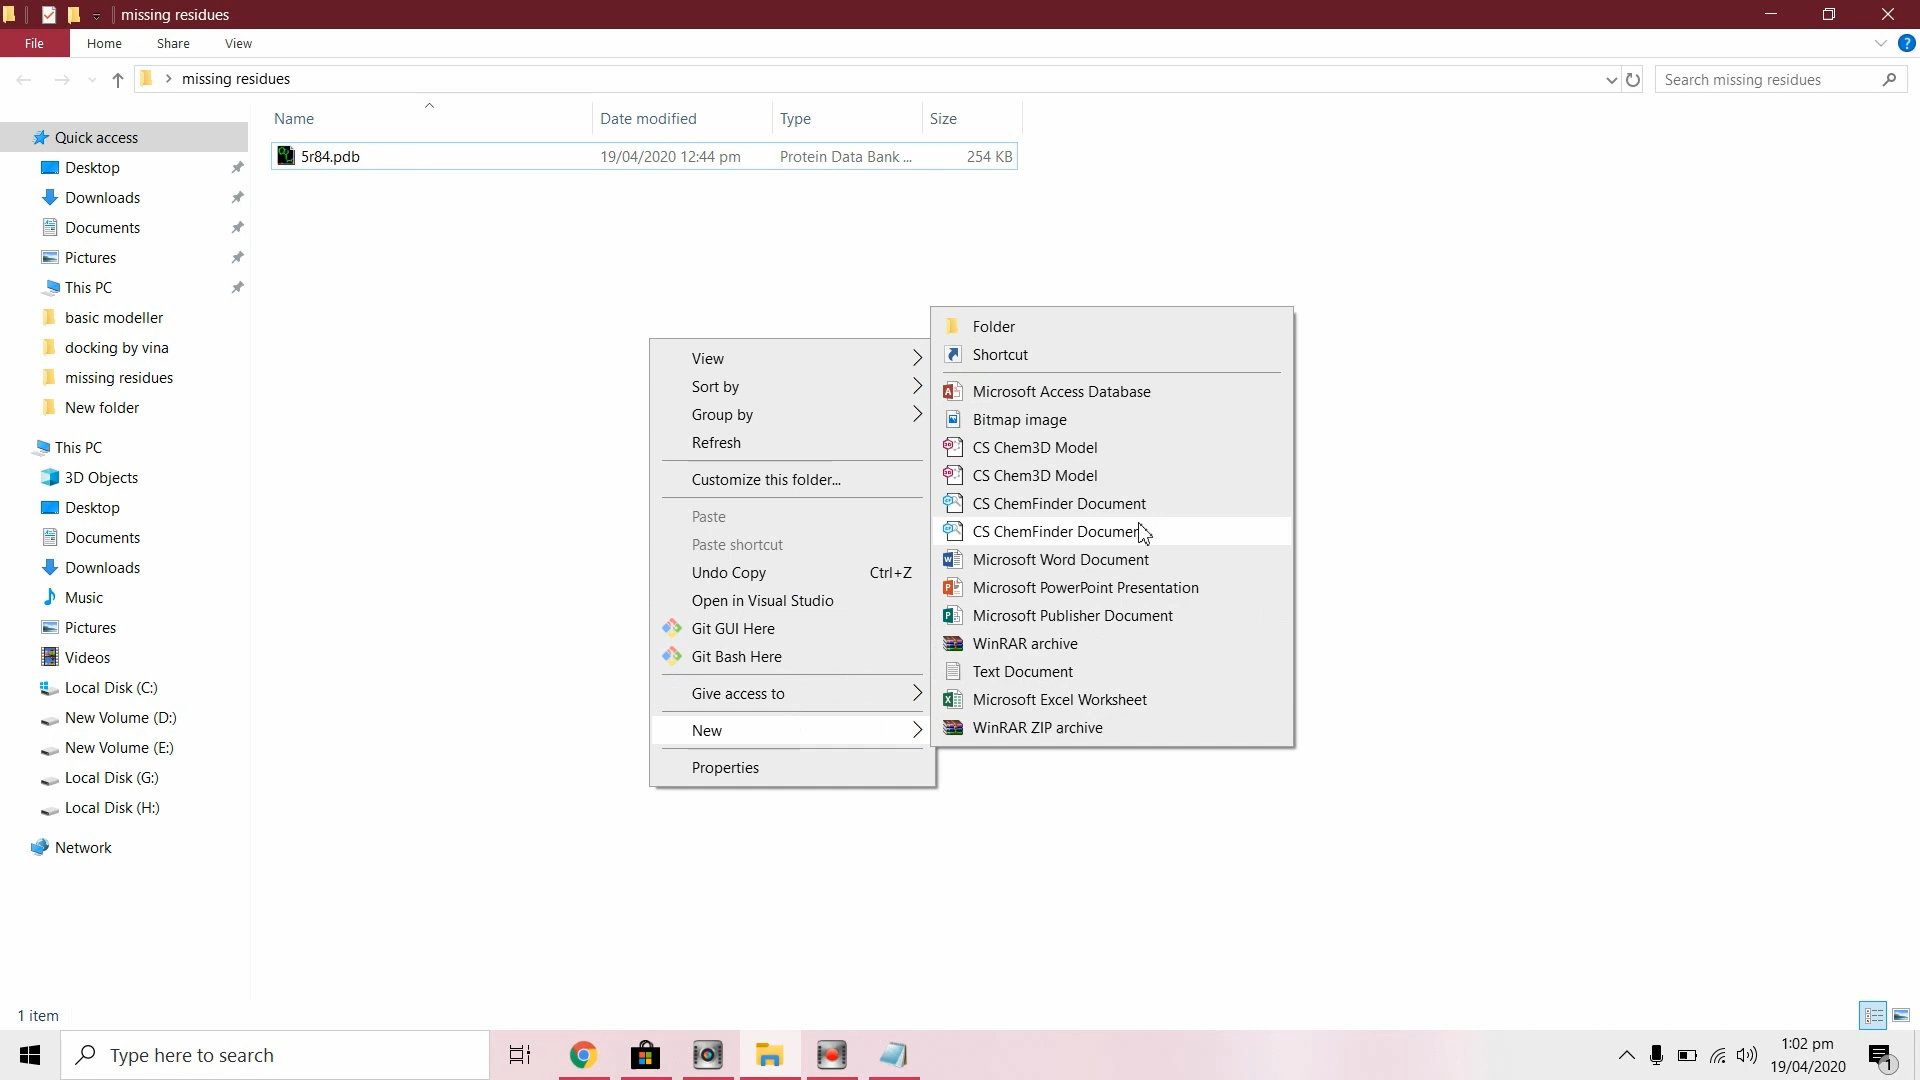 missing residues
File
Home
Share
View
missing residues
Search missing residues
Name
Date modified
Type
Size
5r84.pdb
19/04/2020 12:44 pm
Protein Data Bank ...
254 KB
Quick access
Desktop
Downloads
Documents
Pictures
This PC
basic modeller
docking by vina
missing residues
New folder
This PC
3D Objects
Desktop
Documents
Downloads
Music
Pictures
Videos
Local Disk (C:)
New Volume (D:)
New Volume (E:)
Local Disk (G:)
Local Disk (H:)
Network
View
Sort by
Group by
Refresh
Customize this folder...
Paste
Paste shortcut
Undo Copy Ctrl+Z
Open in Visual Studio
Git GUI Here
Git Bash Here
Give access to
New
Properties
Folder
Shortcut
Microsoft Access Database
Bitmap image
CS Chem3D Model
CS Chem3D Model
CS ChemFinder Document
CS ChemFinder Document
Microsoft Word Document
Microsoft PowerPoint Presentation
Microsoft Publisher Document
WinRAR archive
Text Document
Microsoft Excel Worksheet
WinRAR ZIP archive
1 item
Type here to search
1:02 pm
19/04/2020
1